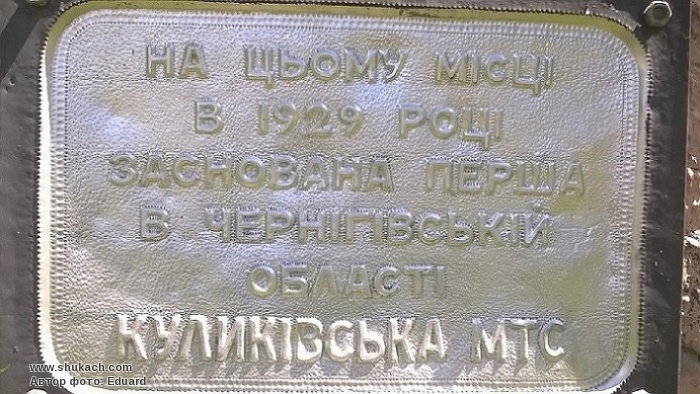 НА ЦЬОМУ МІСЦІ
В 1929 РОЦІ
ЗАСНОВАНА ПЕРША
В ЧЕРНІГІВСЬКІЙ
ОБЛАСТІ
КУЛИКІВСЬКА МТС
www.shukach.com
Автор фото: Eduard